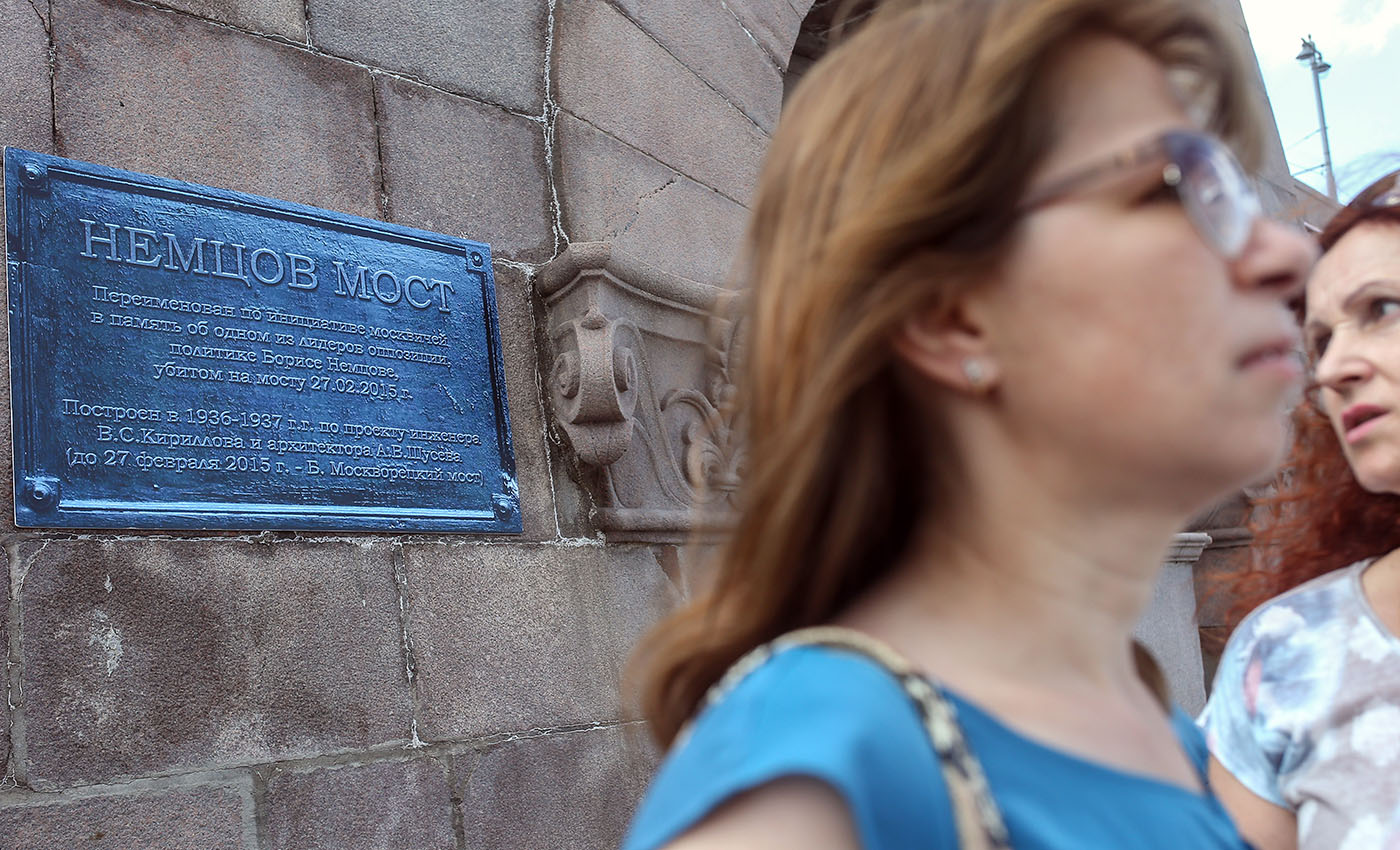 НЕМЦОВ МОСТ
Переименован по инициативе москвичей
в память об одном из лидеров оппозиции,
политике Борисе Немцове,
убитом на мосту 27.02.2015 г.
Построен в 1936-1937 г.г. по проекту инженера
В.С.Кириллова и архитектора А.В.Щусева
(до 27 февраля 2015 г. - Б. Москворецкий мост)